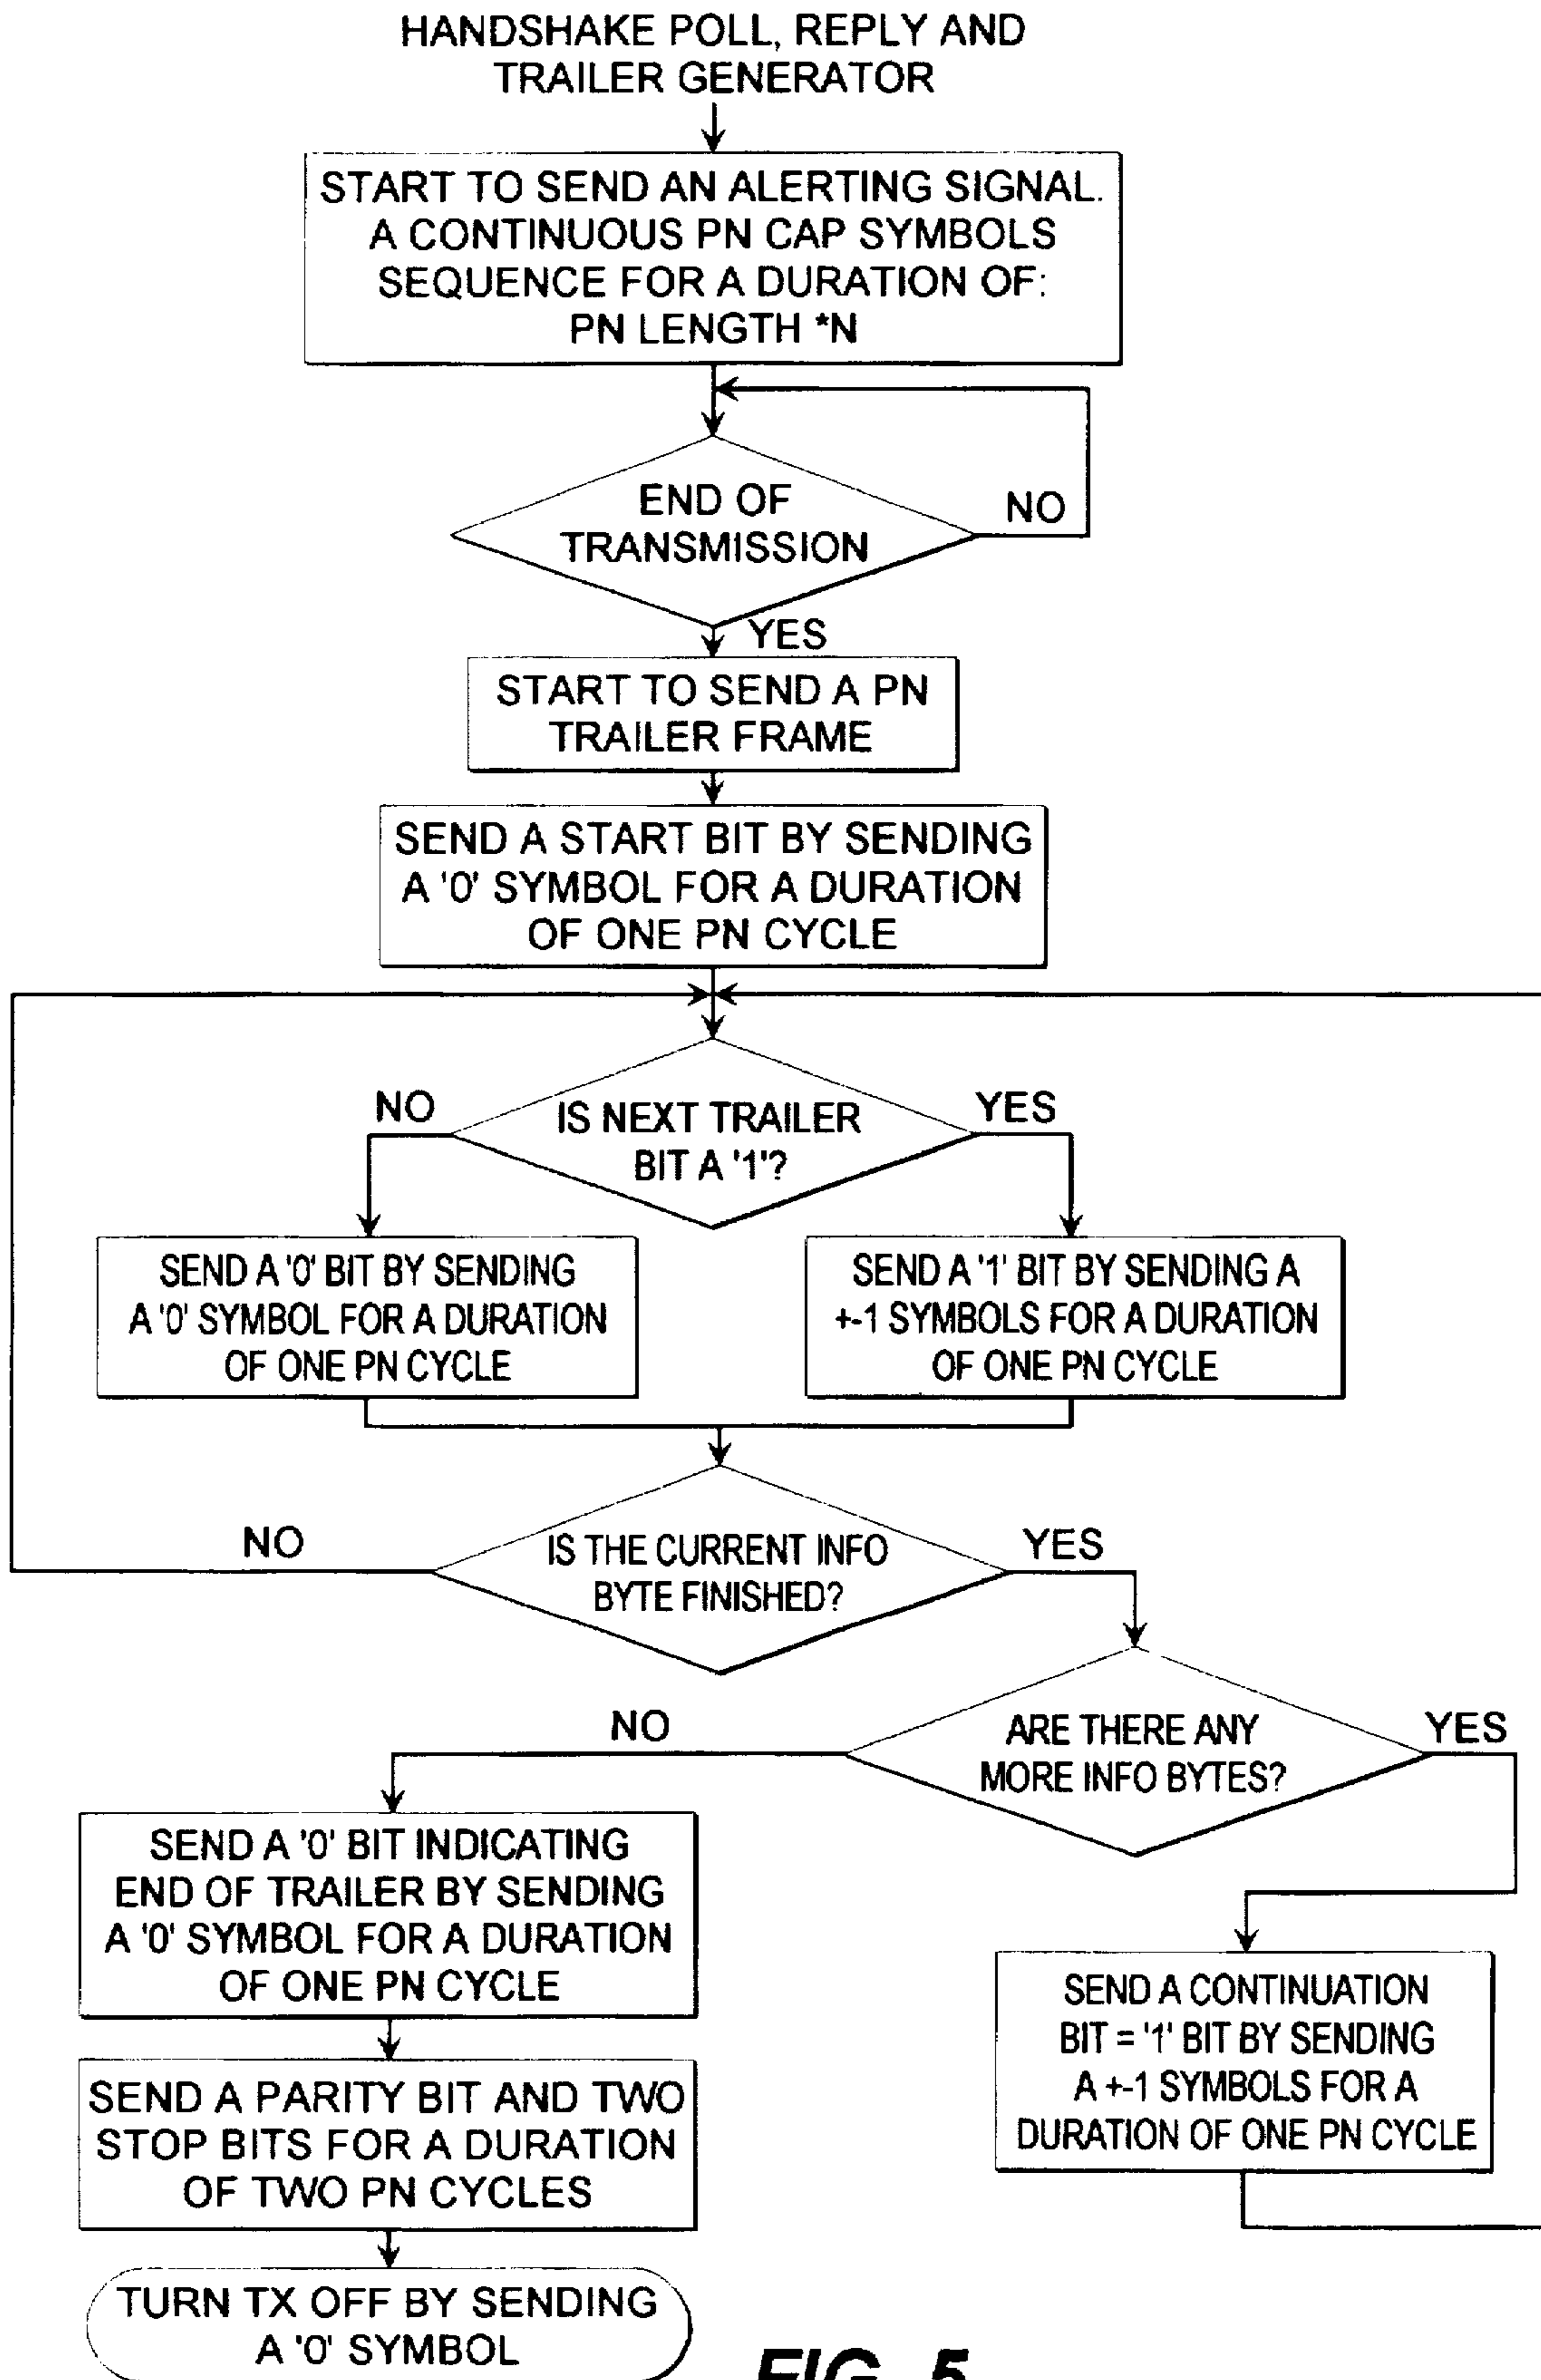 HANDSHAKE POLL, REPLY AND
TRAILER GENERATOR
START TO SEND AN ALERTING SIGNAL.
A CONTINUOUS PN CAP SYMBOLS
SEQUENCE FOR A DURATION OF:
PN LENGTH *N
END OF
TRANSMISSION
NO
YES
START TO SEND A PN
TRAILER FRAME
SEND A START BIT BY SENDING
A '0' SYMBOL FOR A DURATION
OF ONE PN CYCLE
NO
IS NEXT TRAILER
BIT A '1'?
YES
SEND A '0' BIT BY SENDING
A '0' SYMBOL FOR A DURATION
OF ONE PN CYCLE
SEND A '1' BIT BY SENDING A
+-1 SYMBOLS FOR A DURATION
OF ONE PN CYCLE
NO
IS THE CURRENT INFO
BYTE FINISHED?
YES
NO
ARE THERE ANY
MORE INFO BYTES?
YES
SEND A '0' BIT INDICATING
END OF TRAILER BY SENDING
A '0' SYMBOL FOR A DURATION
OF ONE PN CYCLE
SEND A CONTINUATION
BIT = '1' BIT BY SENDING
A +-1 SYMBOLS FOR A
DURATION OF ONE PN CYCLE
SEND A PARITY BIT AND TWO
STOP BITS FOR A DURATION
OF TWO PN CYCLES
TURN TX OFF BY SENDING
A '0' SYMBOL
FIG. 5